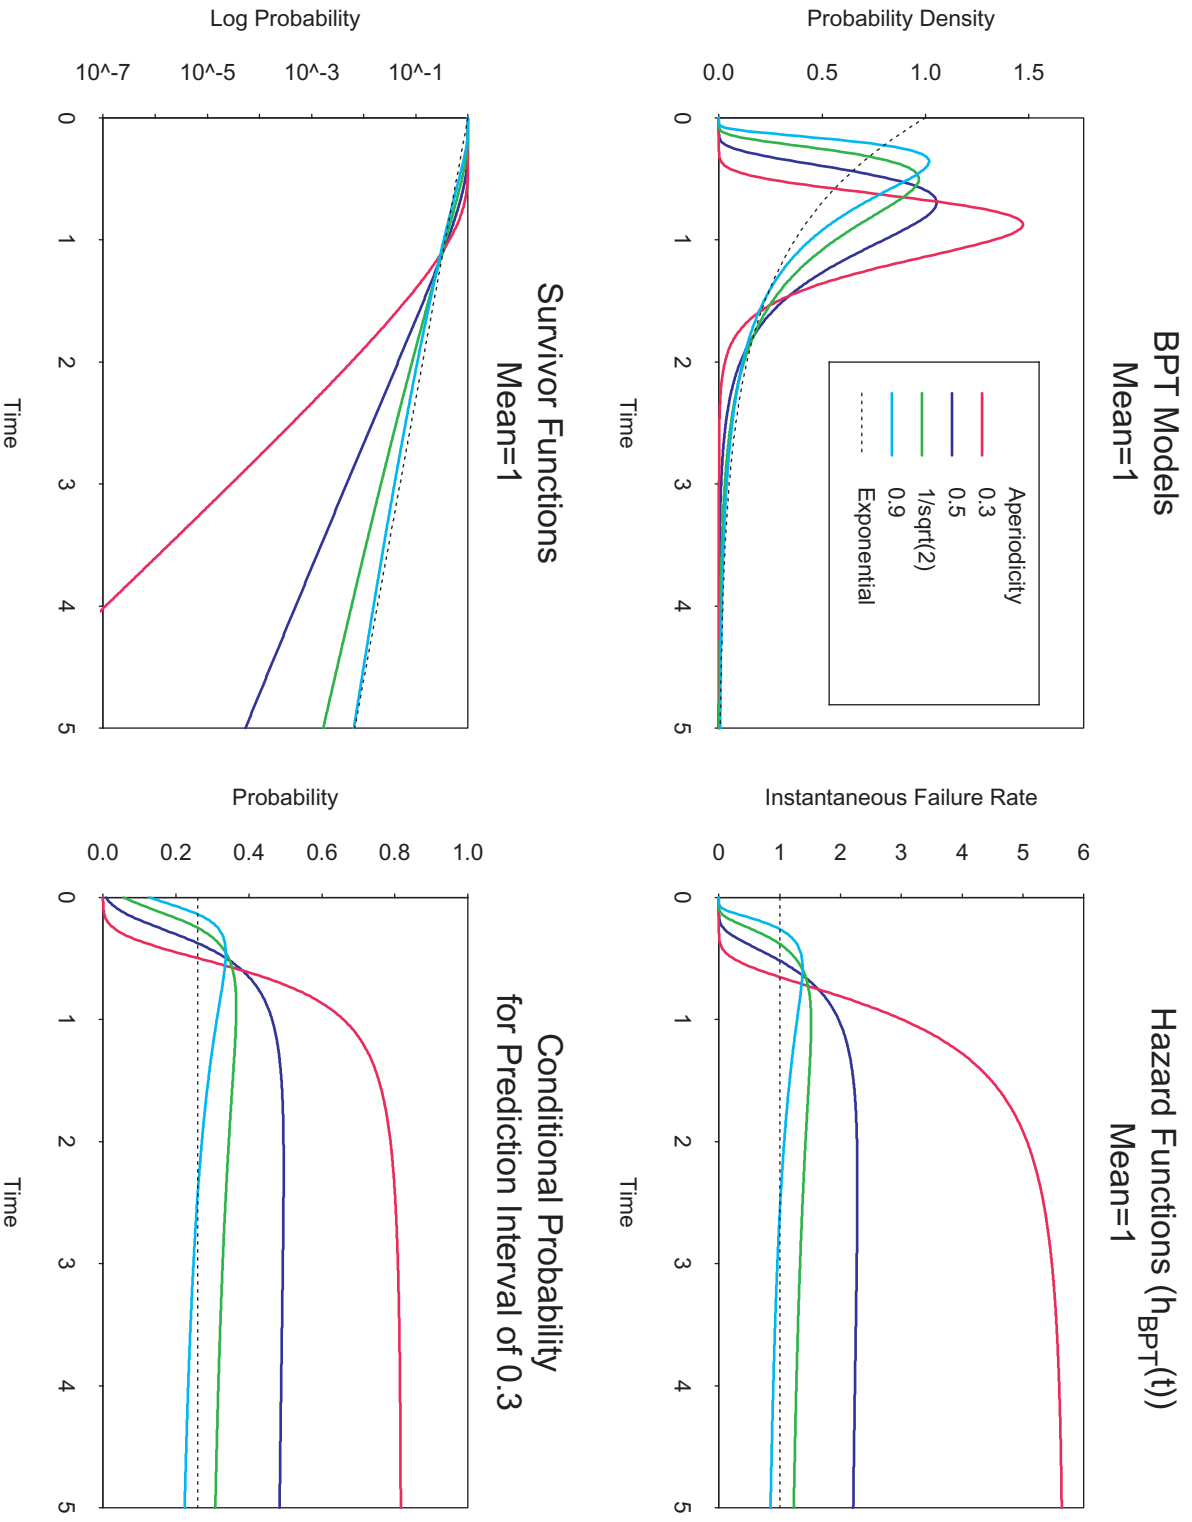 BPT Models
Mean=1
Probability Density
0.0 0.5 1.0 1.5
0 1 2 3 4 5
Time
Aperiodicity
0.3
0.5
1/sqrt(2)
0.9
Exponential
Hazard Functions (hBPT(t))
Mean=1
Instantaneous Failure Rate
0 1 2 3 4 5 6
0 1 2 3 4 5
Time
Survivor Functions
Mean=1
Log Probability
10^-7 10^-5 10^-3 10^-1
0 1 2 3 4 5
Time
Conditional Probability
for Prediction Interval of 0.3
Probability
0.0 0.2 0.4 0.6 0.8 1.0
0 1 2 3 4 5
Time